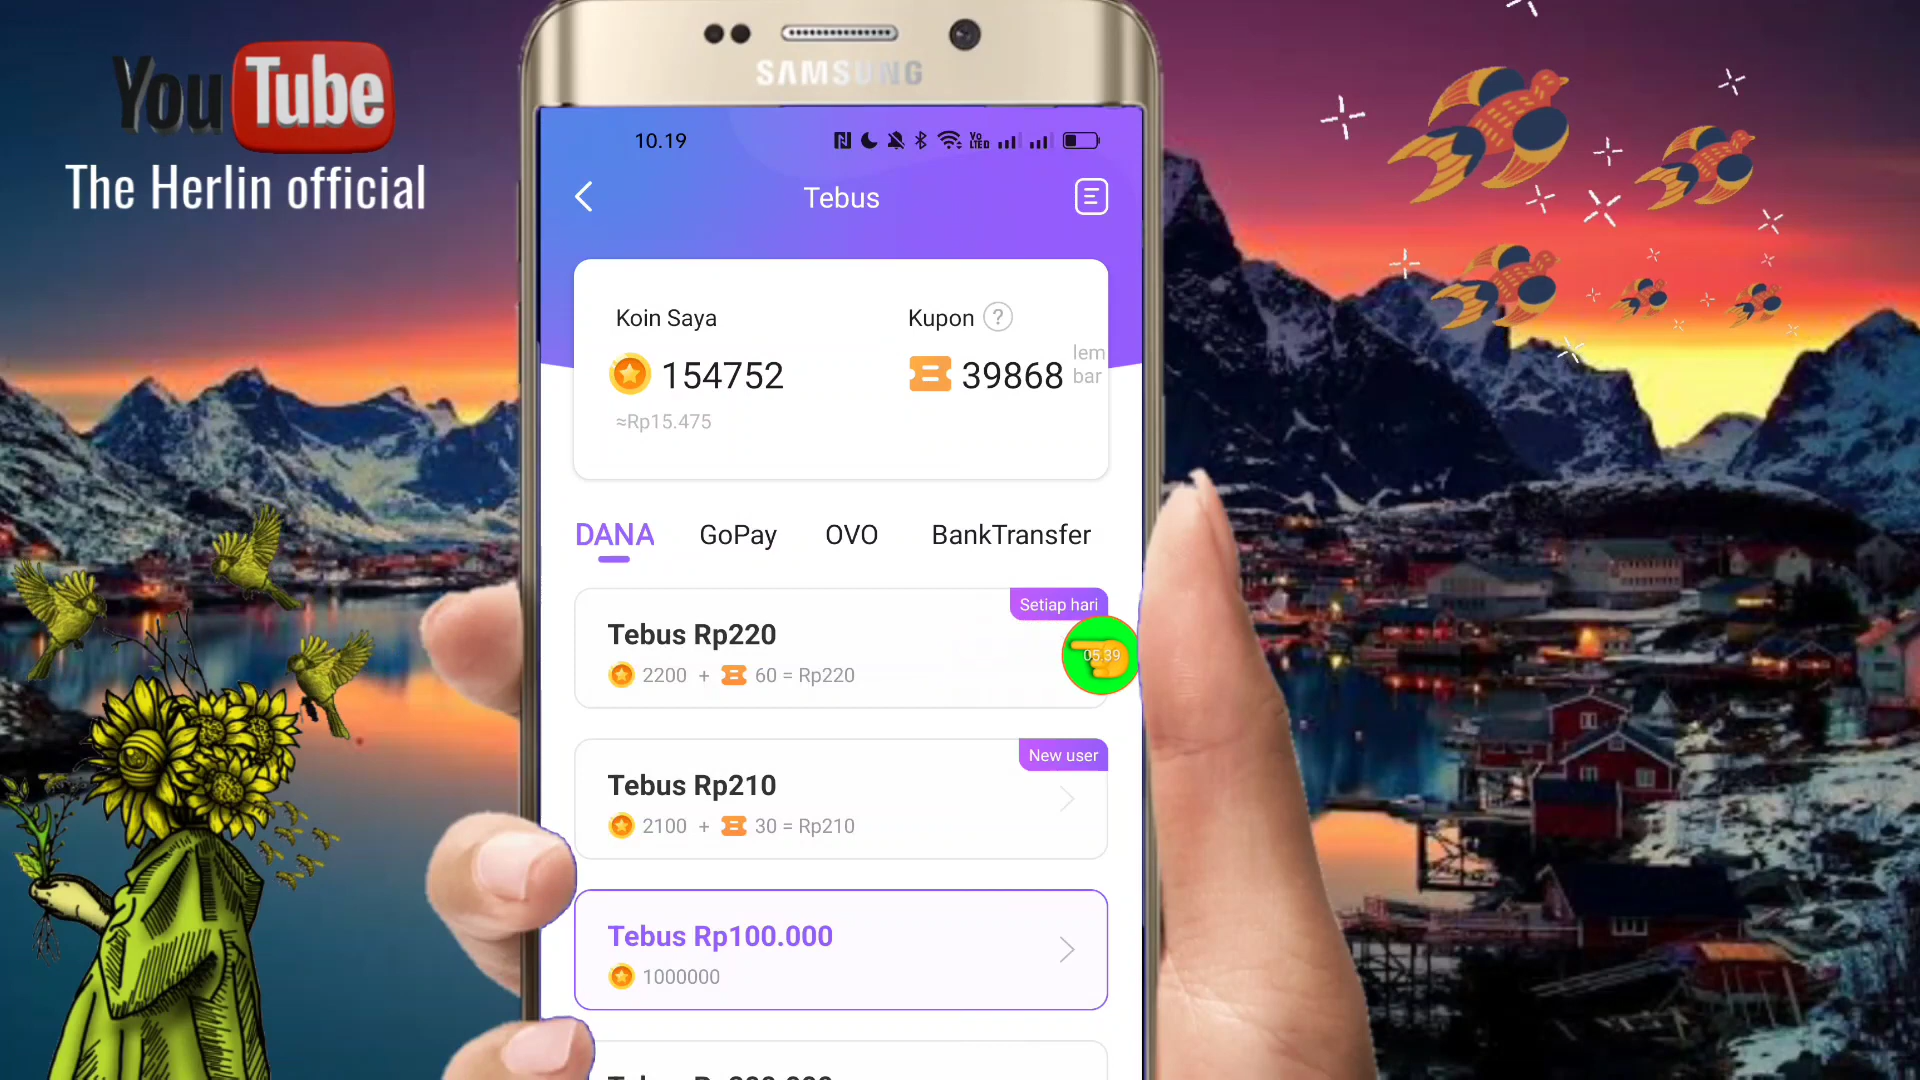 YouTube
The Herlin official
SAMSUNG
10.19
Tebus
Koin Saya
Kupon ?
154752
39868 lem
bar
≈Rp15.475
DANA GoPay OVO BankTransfer
Setiap hari
Tebus Rp220
2200 + 60 = Rp220
05.39
New user
Tebus Rp210
2100 + 30 = Rp210
Tebus Rp100.000
1000000